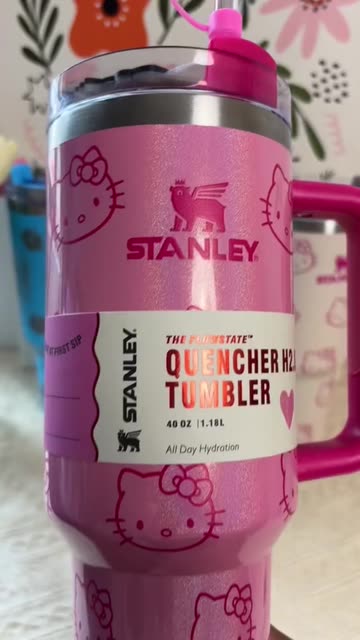 STANLEY
AT FIRST SIP
STANLEY
THE FLOWSTATE™
QUENCHER H2.
TUMBLER
40 OZ | 1.18L
All Day Hydration